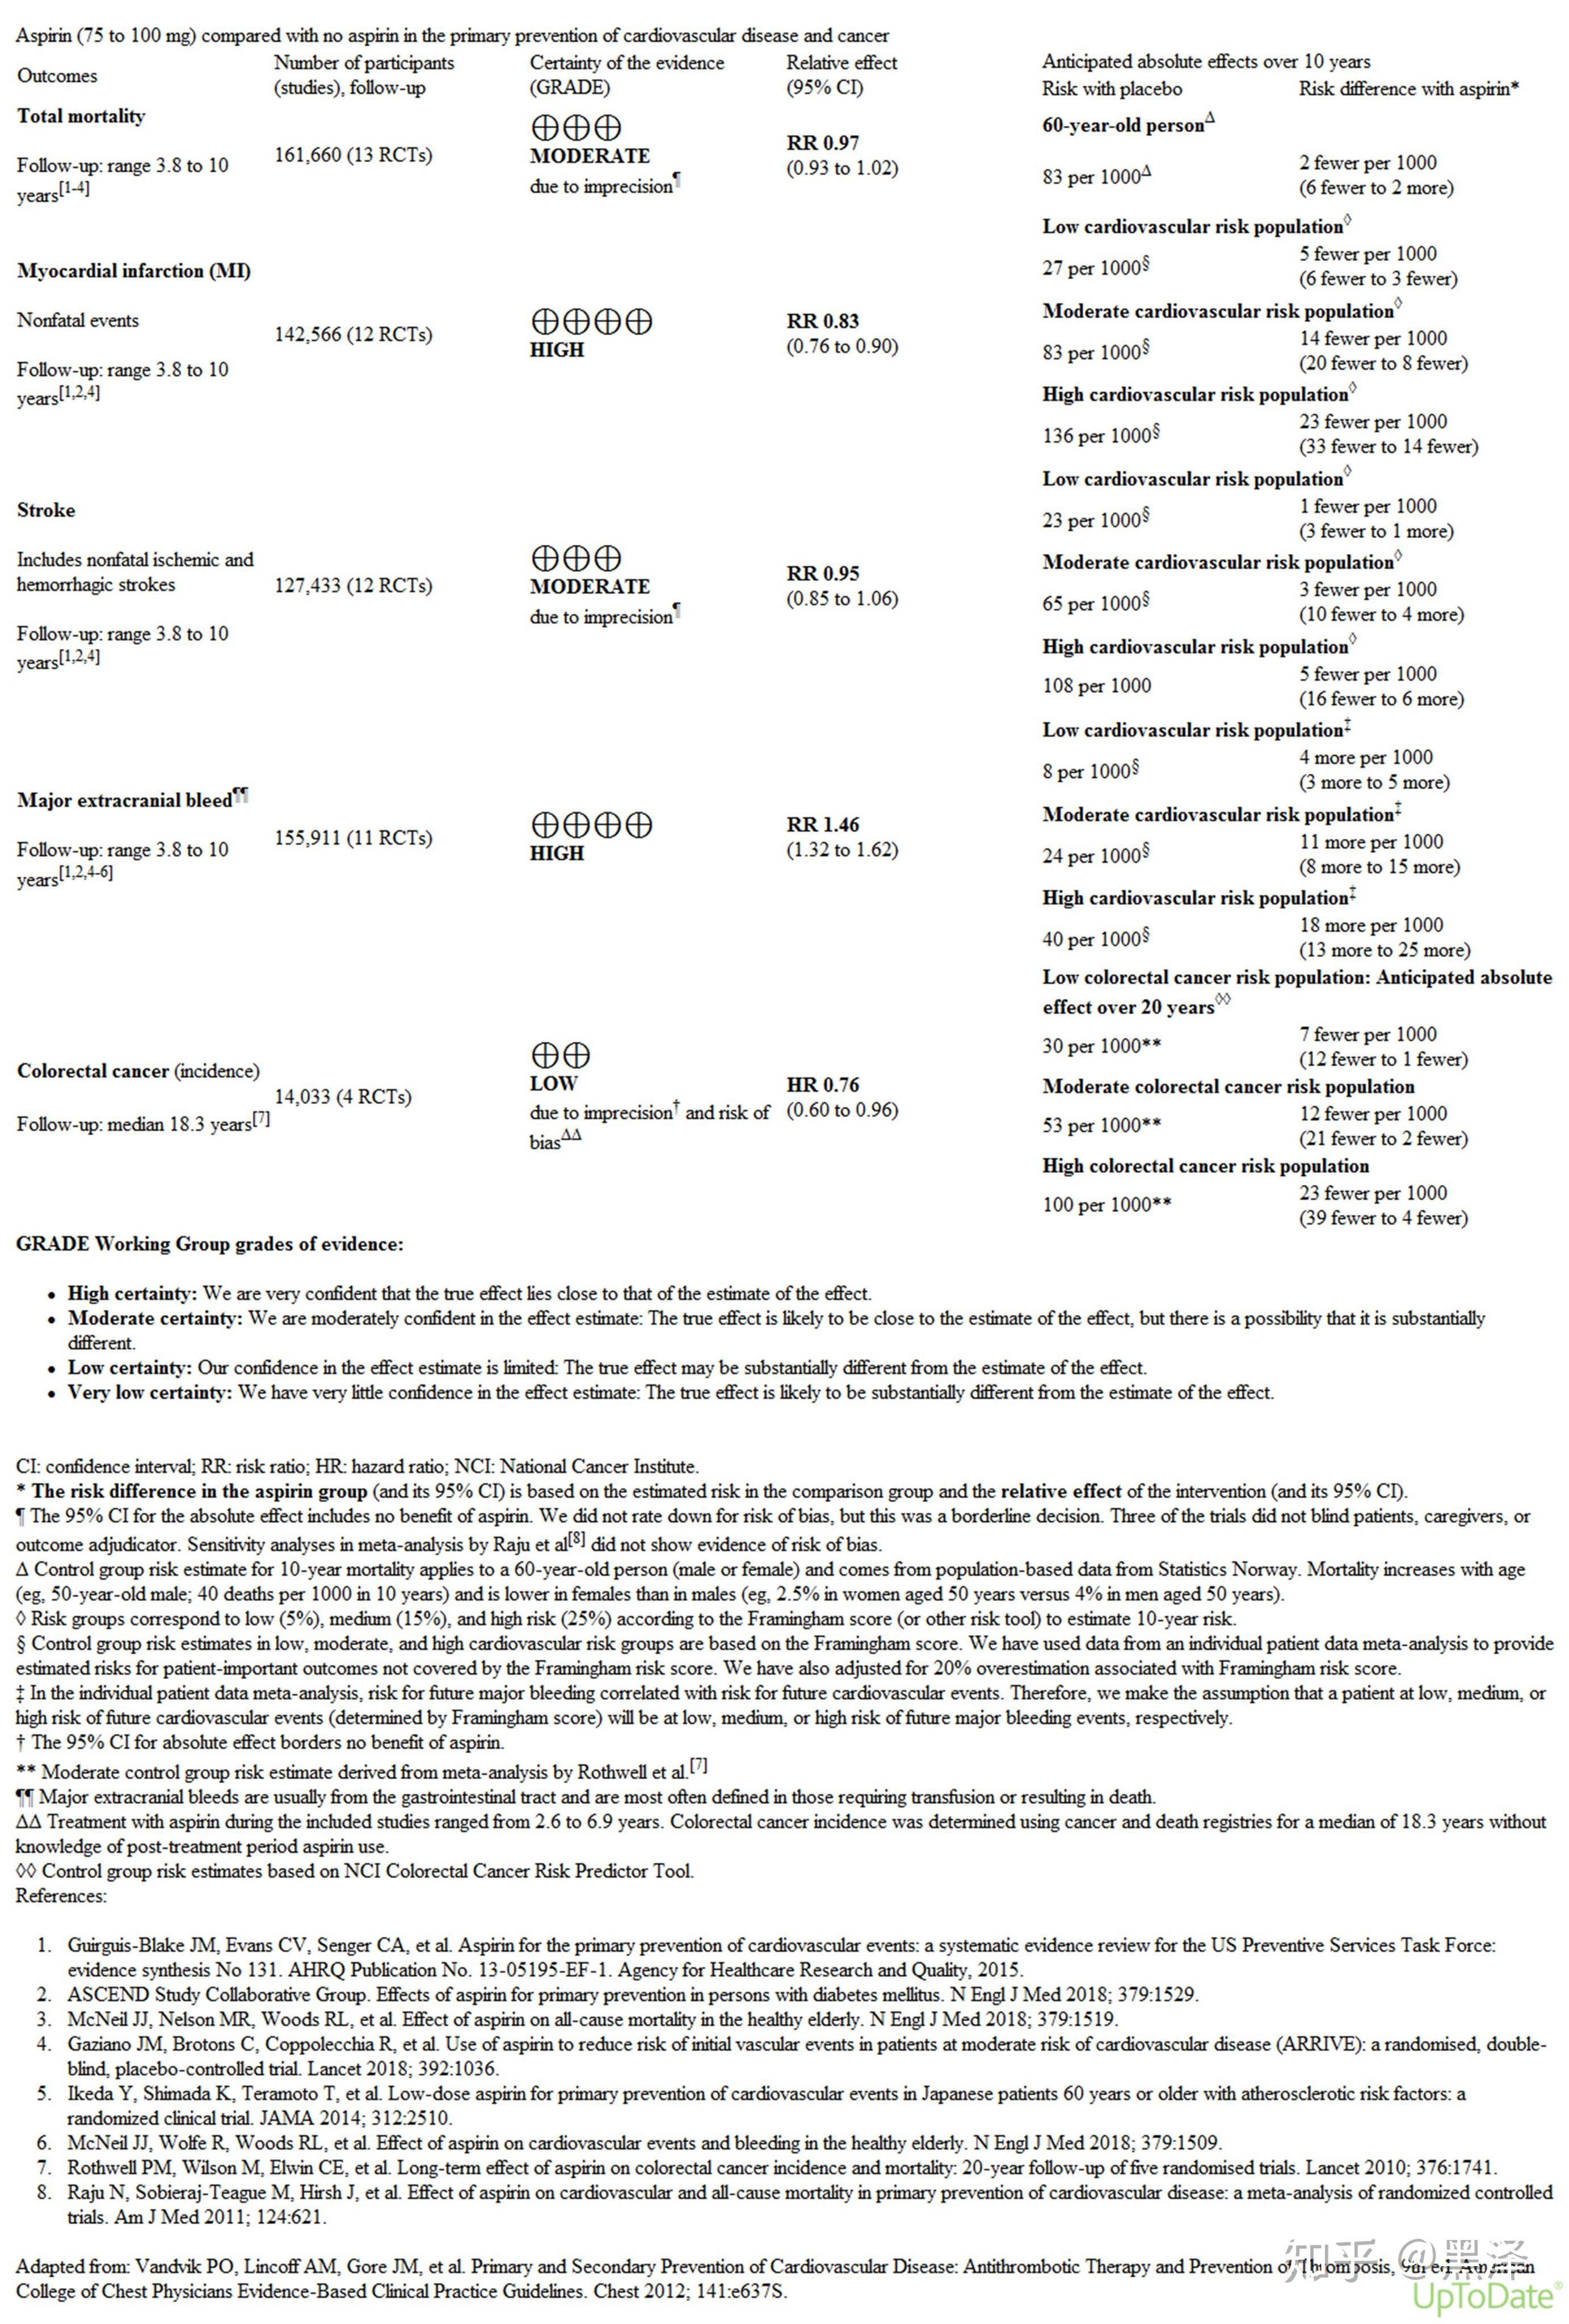 Aspirin (75 to 100 mg) compared with no aspirin in the primary prevention of cardiovascular disease and cancer
Outcomes
Number of participants
(studies), follow-up
Certainty of the evidence
(GRADE)
Relative effect
(95% CI)
Anticipated absolute effects over 10 years
Risk with placebo
Risk difference with aspirin*
Total mortality
Follow-up: range 3.8 to 10
years[1-4]
161,660 (13 RCTs)
⨁⨁⨁
MODERATE
due to imprecision¶
RR 0.97
(0.93 to 1.02)
60-year-old personΔ
83 per 1000Δ
2 fewer per 1000
(6 fewer to 2 more)
Myocardial infarction (MI)
Nonfatal events
Follow-up: range 3.8 to 10
years[1,2,4]
142,566 (12 RCTs)
⨁⨁⨁⨁
HIGH
RR 0.83
(0.76 to 0.90)
Low cardiovascular risk population◊
27 per 1000§
5 fewer per 1000
(6 fewer to 3 fewer)
Moderate cardiovascular risk population◊
83 per 1000§
14 fewer per 1000
(20 fewer to 8 fewer)
High cardiovascular risk population◊
136 per 1000§
23 fewer per 1000
(33 fewer to 14 fewer)
Stroke
Includes nonfatal ischemic and
hemorrhagic strokes
Follow-up: range 3.8 to 10
years[1,2,4]
127,433 (12 RCTs)
⨁⨁⨁
MODERATE
due to imprecision¶
RR 0.95
(0.85 to 1.06)
Low cardiovascular risk population◊
23 per 1000§
1 fewer per 1000
(3 fewer to 1 more)
Moderate cardiovascular risk population◊
65 per 1000§
3 fewer per 1000
(10 fewer to 4 more)
High cardiovascular risk population◊
108 per 1000
5 fewer per 1000
(16 fewer to 6 more)
Major extracranial bleed¶¶
Follow-up: range 3.8 to 10
years[1,2,4-6]
155,911 (11 RCTs)
⨁⨁⨁⨁
HIGH
RR 1.46
(1.32 to 1.62)
Low cardiovascular risk population‡
8 per 1000§
4 more per 1000
(3 more to 5 more)
Moderate cardiovascular risk population‡
24 per 1000§
11 more per 1000
(8 more to 15 more)
High cardiovascular risk population‡
40 per 1000§
18 more per 1000
(13 more to 25 more)
Colorectal cancer (incidence)
Follow-up: median 18.3 years[7]
14,033 (4 RCTs)
⨁⨁
LOW
due to imprecision† and risk of
biasΔΔ
HR 0.76
(0.60 to 0.96)
Low colorectal cancer risk population: Anticipated absolute
effect over 20 years◊◊
30 per 1000**
7 fewer per 1000
(12 fewer to 1 fewer)
Moderate colorectal cancer risk population
53 per 1000**
12 fewer per 1000
(21 fewer to 2 fewer)
High colorectal cancer risk population
100 per 1000**
23 fewer per 1000
(39 fewer to 4 fewer)
GRADE Working Group grades of evidence:
• High certainty: We are very confident that the true effect lies close to that of the estimate of the effect.
• Moderate certainty: We are moderately confident in the effect estimate: The true effect is likely to be close to the estimate of the effect, but there is a possibility that it is substantially
different.
• Low certainty: Our confidence in the effect estimate is limited: The true effect may be substantially different from the estimate of the effect.
• Very low certainty: We have very little confidence in the effect estimate: The true effect is likely to be substantially different from the estimate of the effect.
CI: confidence interval; RR: risk ratio; HR: hazard ratio; NCI: National Cancer Institute.
* The risk difference in the aspirin group (and its 95% CI) is based on the estimated risk in the comparison group and the relative effect of the intervention (and its 95% CI).
¶ The 95% CI for the absolute effect includes no benefit of aspirin. We did not rate down for risk of bias, but this was a borderline decision. Three of the trials did not blind patients, caregivers, or
outcome adjudicator. Sensitivity analyses in meta-analysis by Raju et al[8] did not show evidence of risk of bias.
Δ Control group risk estimate for 10-year mortality applies to a 60-year-old person (male or female) and comes from population-based data from Statistics Norway. Mortality increases with age
(eg, 50-year-old male; 40 deaths per 1000 in 10 years) and is lower in females than in males (eg, 2.5% in women aged 50 years versus 4% in men aged 50 years).
◊ Risk groups correspond to low (5%), medium (15%), and high risk (25%) according to the Framingham score (or other risk tool) to estimate 10-year risk.
§ Control group risk estimates in low, moderate, and high cardiovascular risk groups are based on the Framingham score. We have used data from an individual patient data meta-analysis to provide
estimated risks for patient-important outcomes not covered by the Framingham risk score. We have also adjusted for 20% overestimation associated with Framingham risk score.
‡ In the individual patient data meta-analysis, risk for future major bleeding correlated with risk for future cardiovascular events. Therefore, we make the assumption that a patient at low, medium, or
high risk of future cardiovascular events (determined by Framingham score) will be at low, medium, or high risk of future major bleeding events, respectively.
† The 95% CI for absolute effect borders no benefit of aspirin.
** Moderate control group risk estimate derived from meta-analysis by Rothwell et al.[7]
¶¶ Major extracranial bleeds are usually from the gastrointestinal tract and are most often defined in those requiring transfusion or resulting in death.
ΔΔ Treatment with aspirin during the included studies ranged from 2.6 to 6.9 years. Colorectal cancer incidence was determined using cancer and death registries for a median of 18.3 years without
knowledge of post-treatment period aspirin use.
◊◊ Control group risk estimates based on NCI Colorectal Cancer Risk Predictor Tool.
References:
1. Guirguis-Blake JM, Evans CV, Senger CA, et al. Aspirin for the primary prevention of cardiovascular events: a systematic evidence review for the US Preventive Services Task Force:
evidence synthesis No 131. AHRQ Publication No. 13-05195-EF-1. Agency for Healthcare Research and Quality, 2015.
2. ASCEND Study Collaborative Group. Effects of aspirin for primary prevention in persons with diabetes mellitus. N Engl J Med 2018; 379:1529.
3. McNeil JJ, Nelson MR, Woods RL, et al. Effect of aspirin on all-cause mortality in the healthy elderly. N Engl J Med 2018; 379:1519.
4. Gaziano JM, Brotons C, Coppolecchia R, et al. Use of aspirin to reduce risk of initial vascular events in patients at moderate risk of cardiovascular disease (ARRIVE): a randomised, double-
blind, placebo-controlled trial. Lancet 2018; 392:1036.
5. Ikeda Y, Shimada K, Teramoto T, et al. Low-dose aspirin for primary prevention of cardiovascular events in Japanese patients 60 years or older with atherosclerotic risk factors: a
randomized clinical trial. JAMA 2014; 312:2510.
6. McNeil JJ, Wolfe R, Woods RL, et al. Effect of aspirin on cardiovascular events and bleeding in the healthy elderly. N Engl J Med 2018; 379:1509.
7. Rothwell PM, Wilson M, Elwin CE, et al. Long-term effect of aspirin on colorectal cancer incidence and mortality: 20-year follow-up of five randomised trials. Lancet 2010; 376:1741.
8. Raju N, Sobieraj-Teague M, Hirsh J, et al. Effect of aspirin on cardiovascular and all-cause mortality in primary prevention of cardiovascular disease: a meta-analysis of randomized controlled
trials. Am J Med 2011; 124:621.
Adapted from: Vandvik PO, Lincoff AM, Gore JM, et al. Primary and Secondary Prevention of Cardiovascular Disease: Antithrombotic Therapy and Prevention of Thrombosis, 9th ed: American
College of Chest Physicians Evidence-Based Clinical Practice Guidelines. Chest 2012; 141:e637S.
知乎 @黑泽
UpToDate®